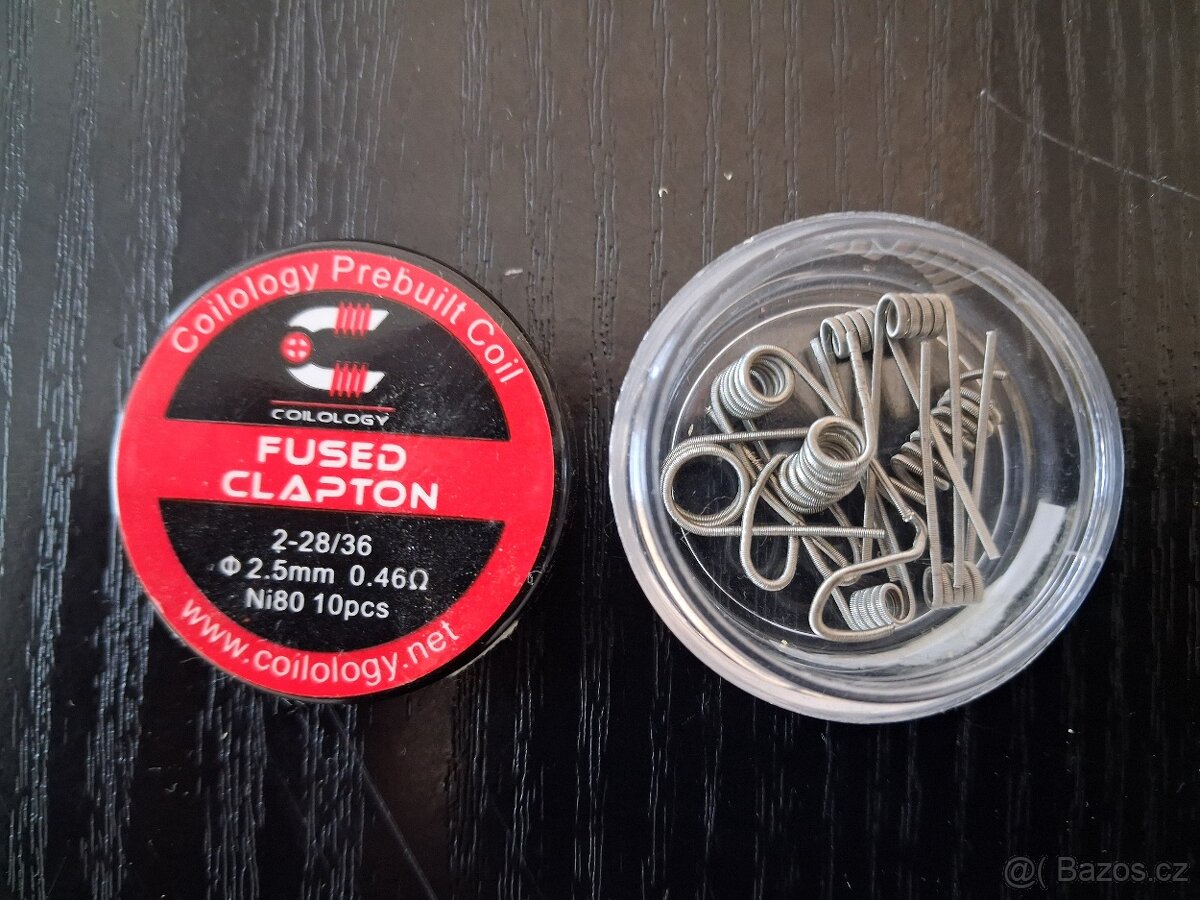 Coilology Prebuilt Coil
COILOLOGY
FUSED
CLAPTON
2-28/36
Φ2.5mm 0.46Ω
Ni80 10pcs
www.coilology.net
@( Bazos.cz